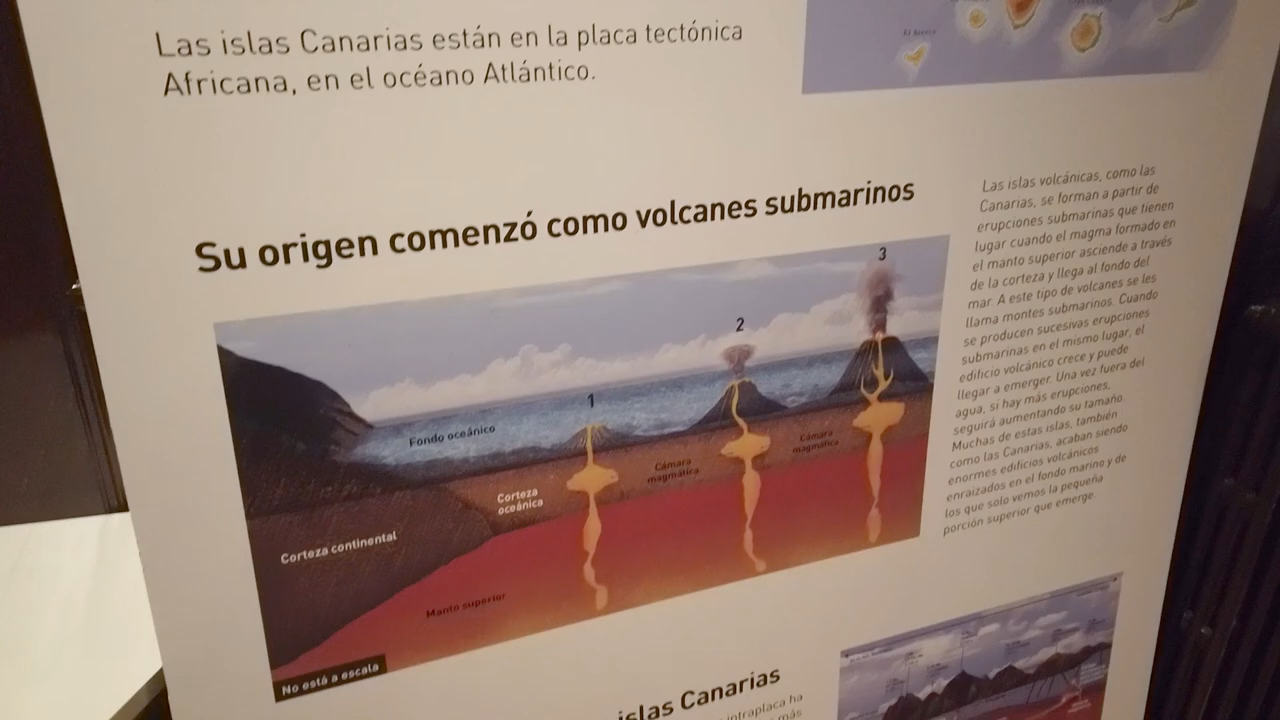 Las islas Canarias están en la placa tectónica
Africana, en el océano Atlántico.
El Hierro
Su origen comenzó como volcanes submarinos
1
2
3
Fondo oceánico
Corteza
oceánica
Cámara
magmática
Cámara
magmática
Corteza continental
Manto superior
No está a escala
Las islas volcánicas, como las
Canarias, se forman a partir de
erupciones submarinas que tienen
lugar cuando el magma formado en
el manto superior asciende a través
de la corteza y llega al fondo del
mar. A este tipo de volcanes se les
llama montes submarinos. Cuando
se producen sucesivas erupciones
submarinas en el mismo lugar, el
edificio volcánico crece y puede
llegar a emerger. Una vez fuera del
agua, si hay más erupciones,
seguirá aumentando su tamaño.
Muchas de estas islas, también
como las Canarias, acaban siendo
enormes edificios volcánicos
enraizados en el fondo marino y de
los que solo vemos la pequeña
porción superior que emerge.
islas Canarias
intraplaca ha
más